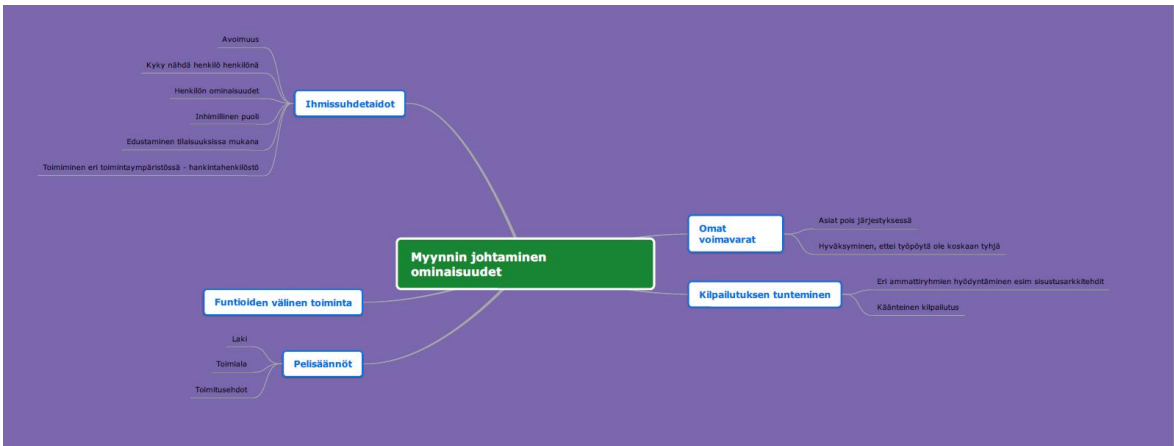 Avoimuus
Kyky nähdä henkilö henkilönä
Henkilön ominaisuudet
Inhimillinen puoli
Edustaminen tilaisuuksissa mukana
Toimiminen eri toimintaympäristössä - hankintahenkilöstö
Ihmissuhdetaidot
Myynnin johtaminen
ominaisuudet
Omat
voimavarat
Asiat pois järjestyksessä
Hyväksyminen, ettei työpöytä ole koskaan tyhjä
Kilpailutuksen tunteminen
Eri ammattiryhmien hyödyntäminen esim sisustusarkkitehdit
Käänteinen kilpailutus
Funtioiden välinen toiminta
Pelisäännöt
Laki
Toimiala
Toimitusehdot